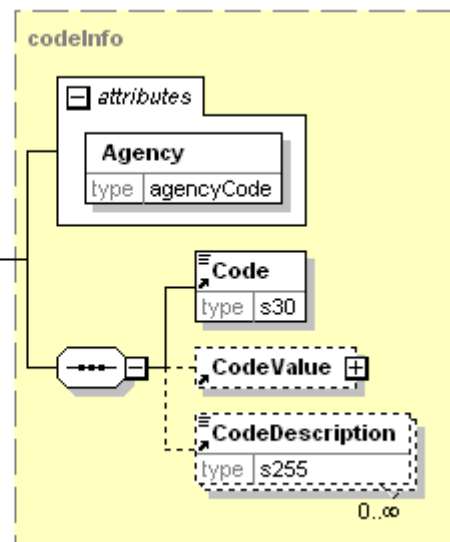 codeInfo
attributes
Agency
type agencyCode
Code
type s30
CodeValue
CodeDescription
type s255
0..∞